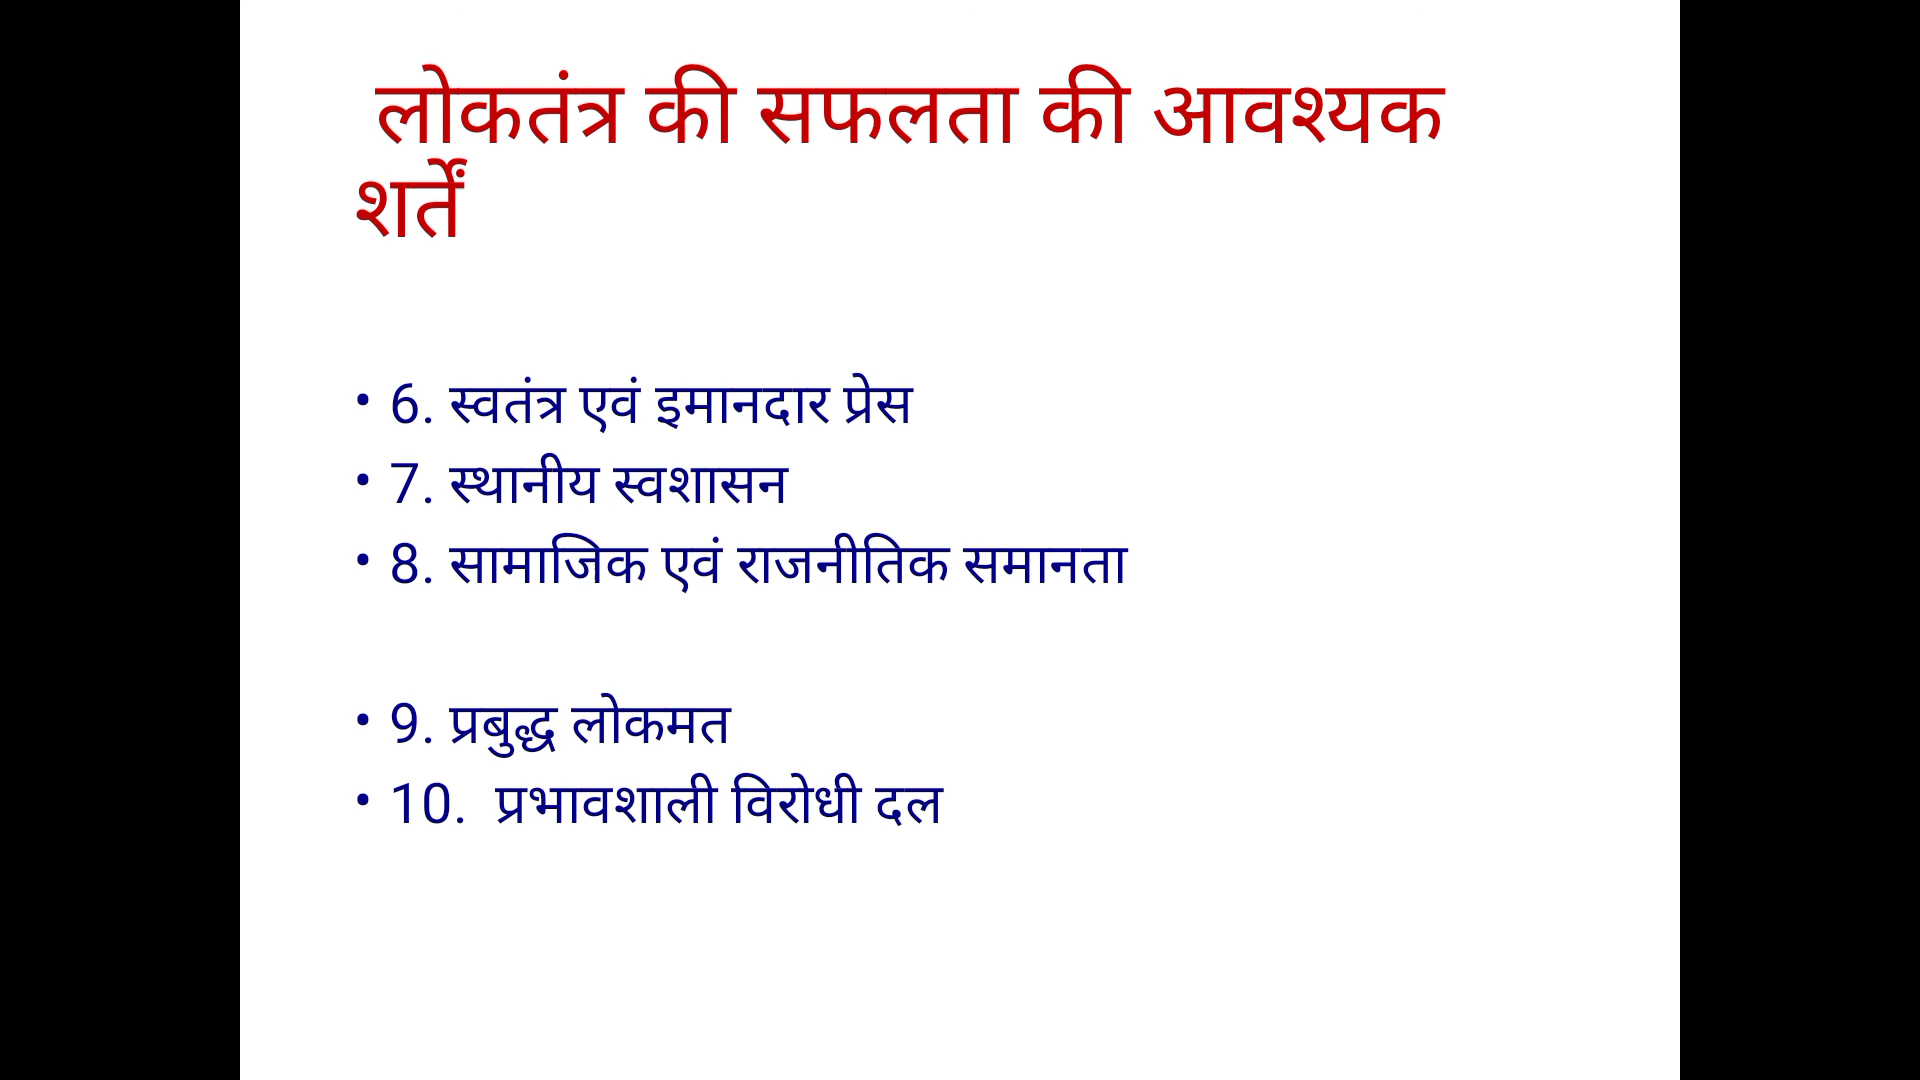 लोकतंत्र की सफलता की आवश्यक
शर्तें
• 6. स्वतंत्र एवं इमानदार प्रेस
• 7. स्थानीय स्वशासन
• 8. सामाजिक एवं राजनीतिक समानता
• 9. प्रबुद्ध लोकमत
• 10. प्रभावशाली विरोधी दल